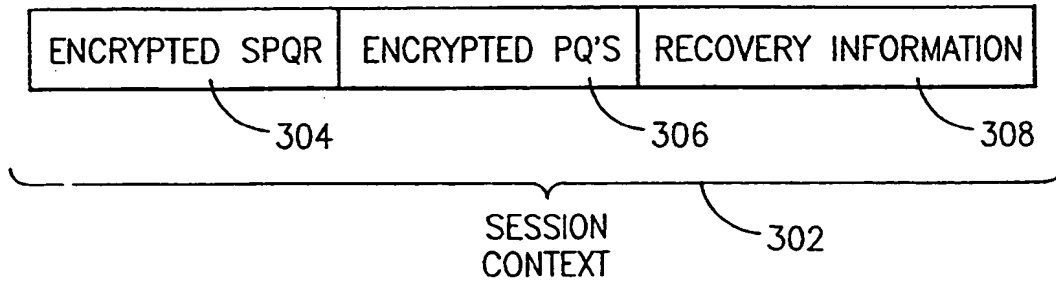 ENCRYPTED SPQR ENCRYPTED PQ'S RECOVERY INFORMATION
304 306 308
SESSION 302
CONTEXT